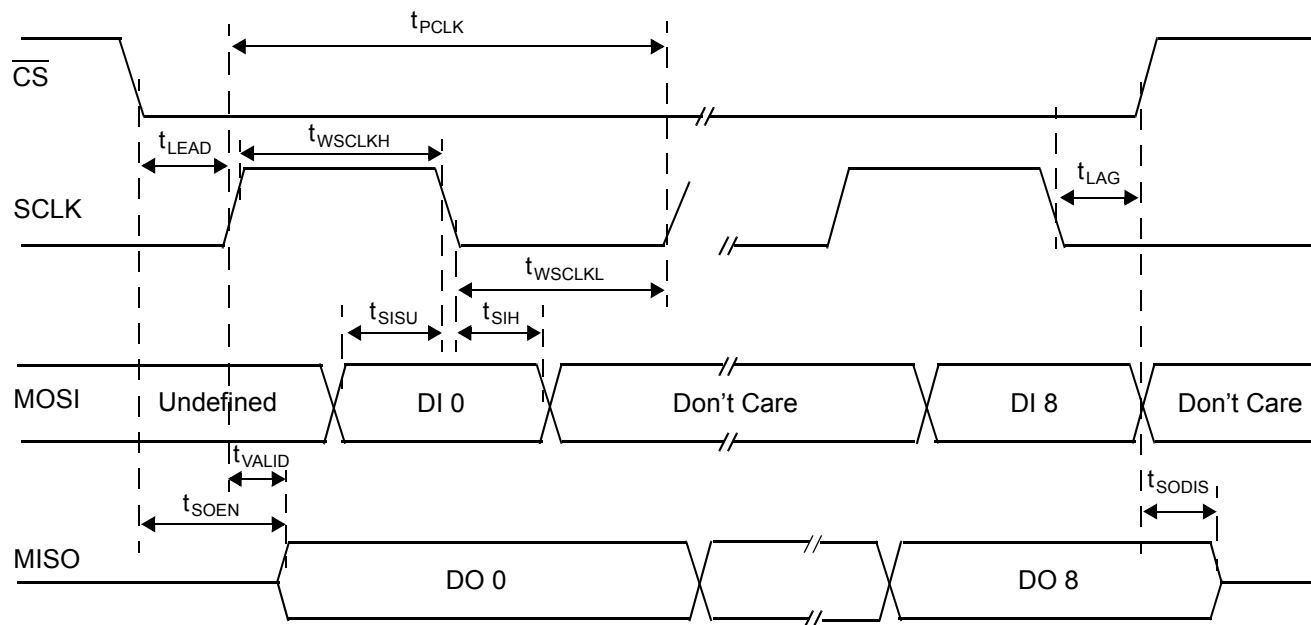 tPCLK
CS
tLEAD
tWSCLKH
tLAG
SCLK
tWSCLKL
tSISU
tSIH
MOSI
Undefined
DI 0
Don't Care
DI 8
Don't Care
tVALID
tSODIS
tSOEN
MISO
DO 0
DO 8